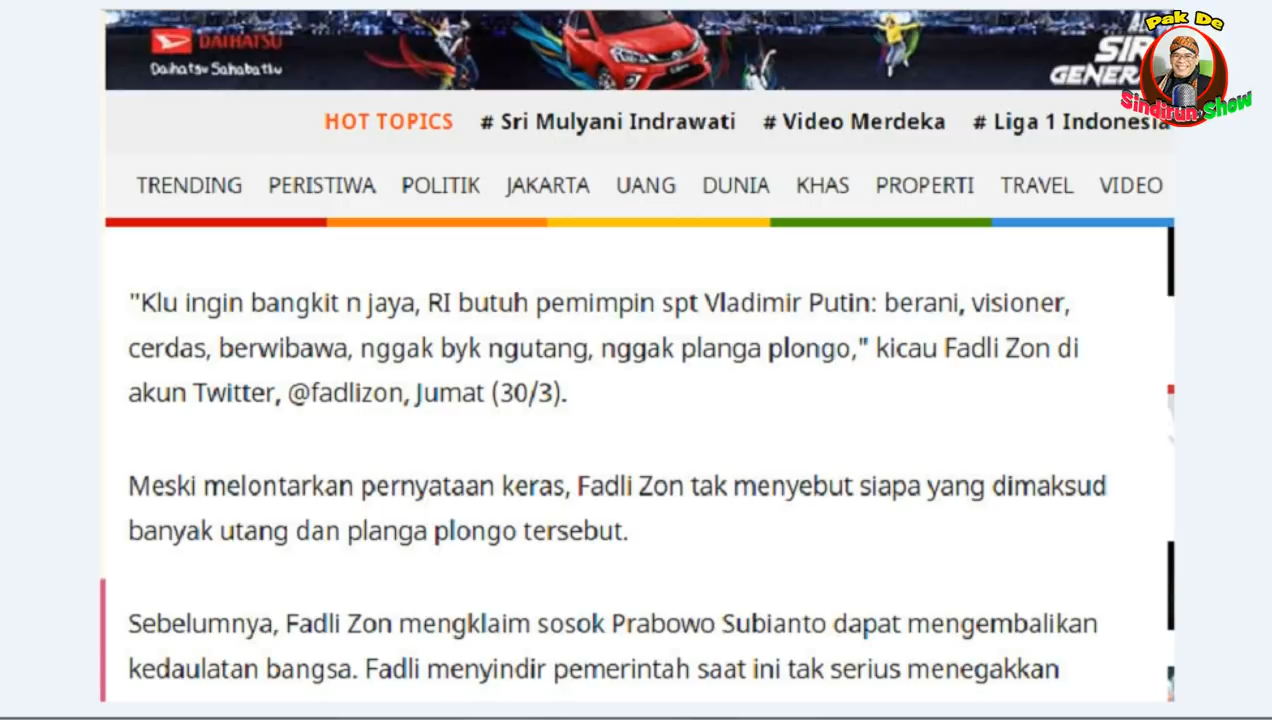 Pak De
DAIHATSU
Daihatsu Sahabatku
SIR
GENER
Sindirun Show
HOT TOPICS # Sri Mulyani Indrawati # Video Merdeka # Liga 1 Indonesia
TRENDING PERISTIWA POLITIK JAKARTA UANG DUNIA KHAS PROPERTI TRAVEL VIDEO
"Klu ingin bangkit n jaya, RI butuh pemimpin spt Vladimir Putin: berani, visioner,
cerdas, berwibawa, nggak byk ngutang, nggak planga plongo," kicau Fadli Zon di
akun Twitter, @fadlizon, Jumat (30/3).
Meski melontarkan pernyataan keras, Fadli Zon tak menyebut siapa yang dimaksud
banyak utang dan planga plongo tersebut.
Sebelumnya, Fadli Zon mengklaim sosok Prabowo Subianto dapat mengembalikan
kedaulatan bangsa. Fadli menyindir pemerintah saat ini tak serius menegakkan